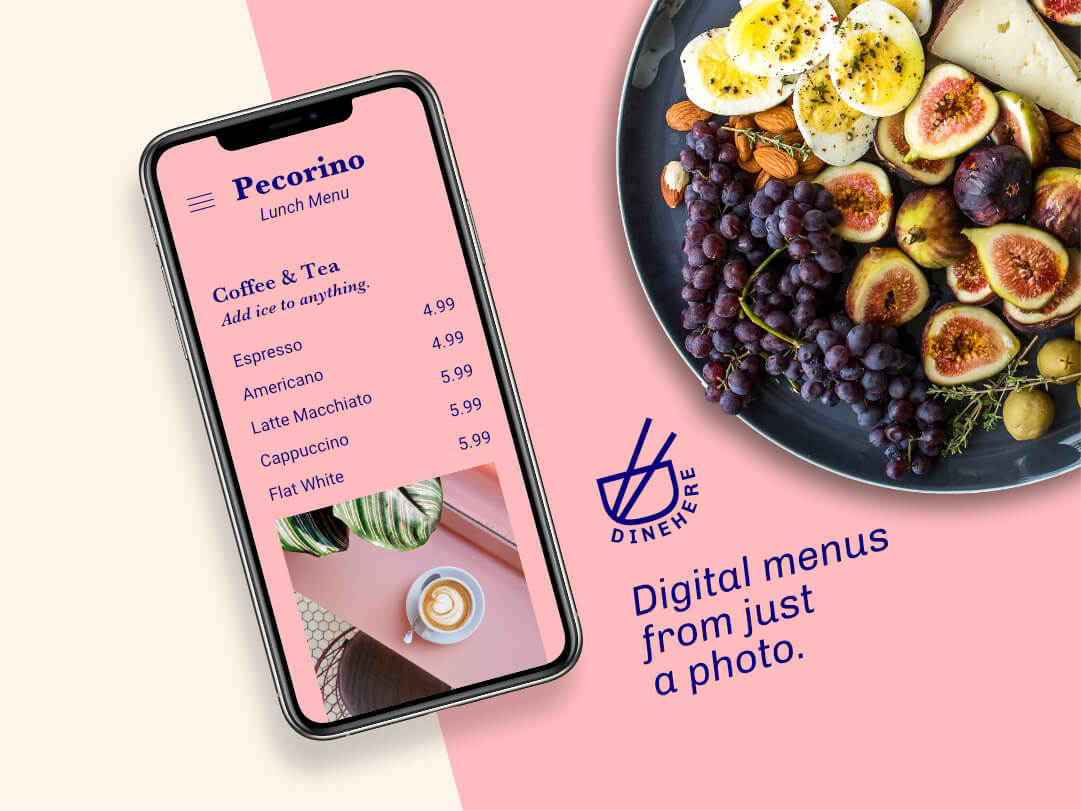 Pecorino
Lunch Menu
Coffee & Tea
Add ice to anything.
Espresso 4.99
Americano 4.99
Latte Macchiato 5.99
Cappuccino 5.99
Flat White 5.99
DINEHERE
Digital menus
from just
a photo.